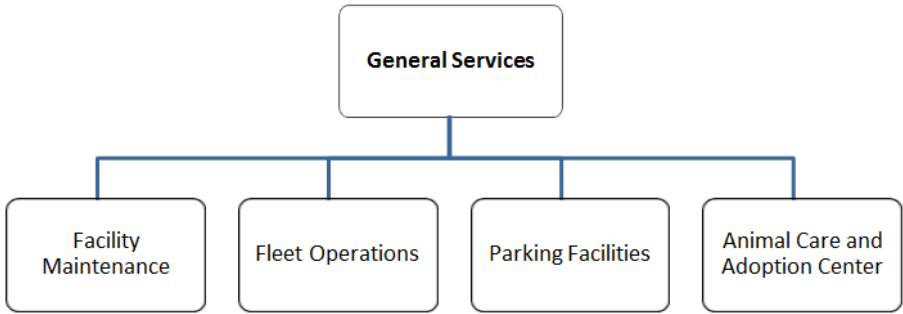 General Services
Facility
Maintenance
Fleet Operations
Parking Facilities
Animal Care and
Adoption Center